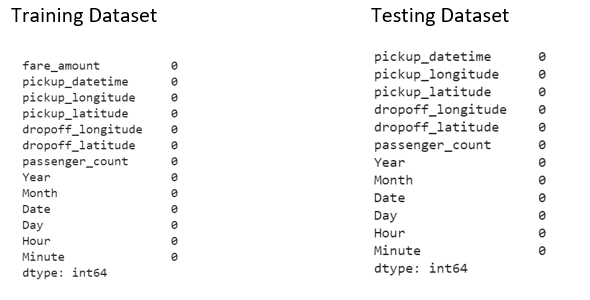 Training Dataset
fare_amount 0
pickup_datetime 0
pickup_longitude 0
pickup_latitude 0
dropoff_longitude 0
dropoff_latitude 0
passenger_count 0
Year 0
Month 0
Date 0
Day 0
Hour 0
Minute 0
dtype: int64
Testing Dataset
pickup_datetime 0
pickup_longitude 0
pickup_latitude 0
dropoff_longitude 0
dropoff_latitude 0
passenger_count 0
Year 0
Month 0
Date 0
Day 0
Hour 0
Minute 0
dtype: int64